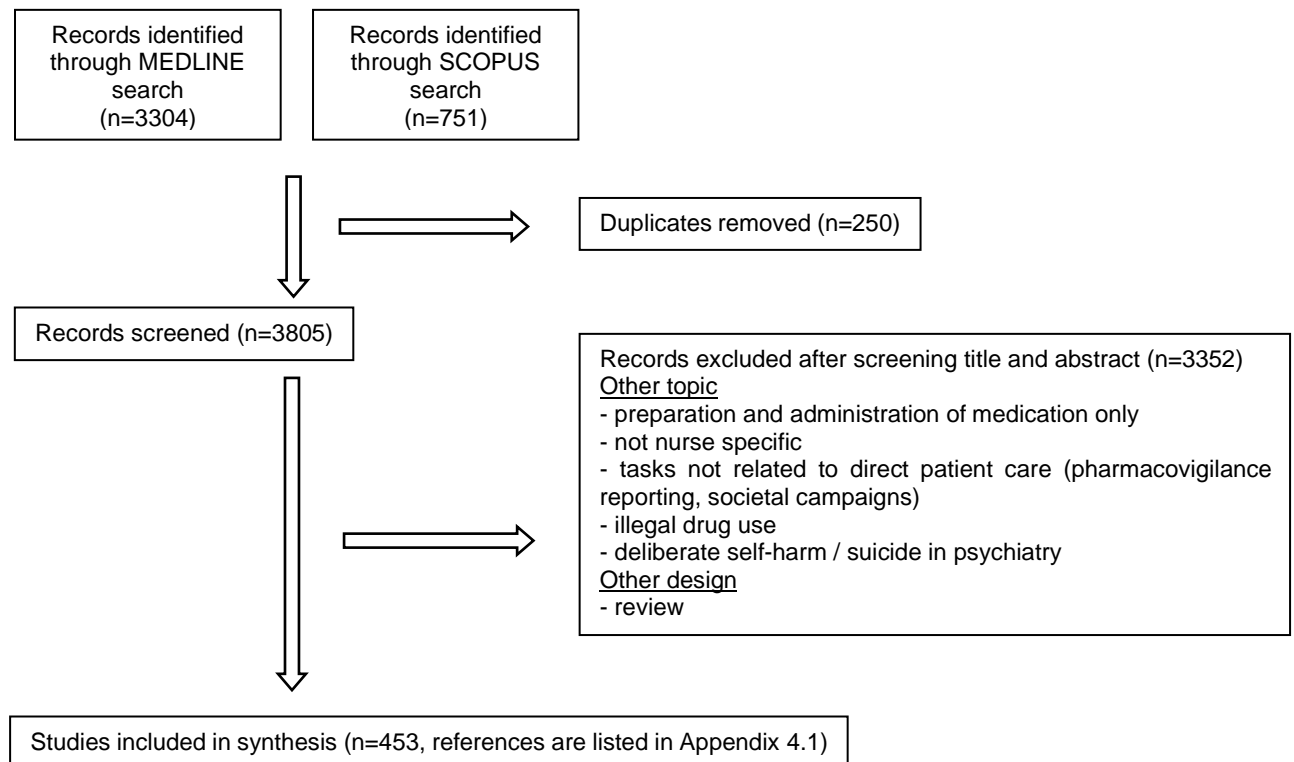 Records identified
through MEDLINE
search
(n=3304)
Records identified
through SCOPUS
search
(n=751)
Duplicates removed (n=250)
Records screened (n=3805)
Records excluded after screening title and abstract (n=3352)
Other topic
- preparation and administration of medication only
- not nurse specific
- tasks not related to direct patient care (pharmacovigilance
reporting, societal campaigns)
- illegal drug use
- deliberate self-harm / suicide in psychiatry
Other design
- review
Studies included in synthesis (n=453, references are listed in Appendix 4.1)